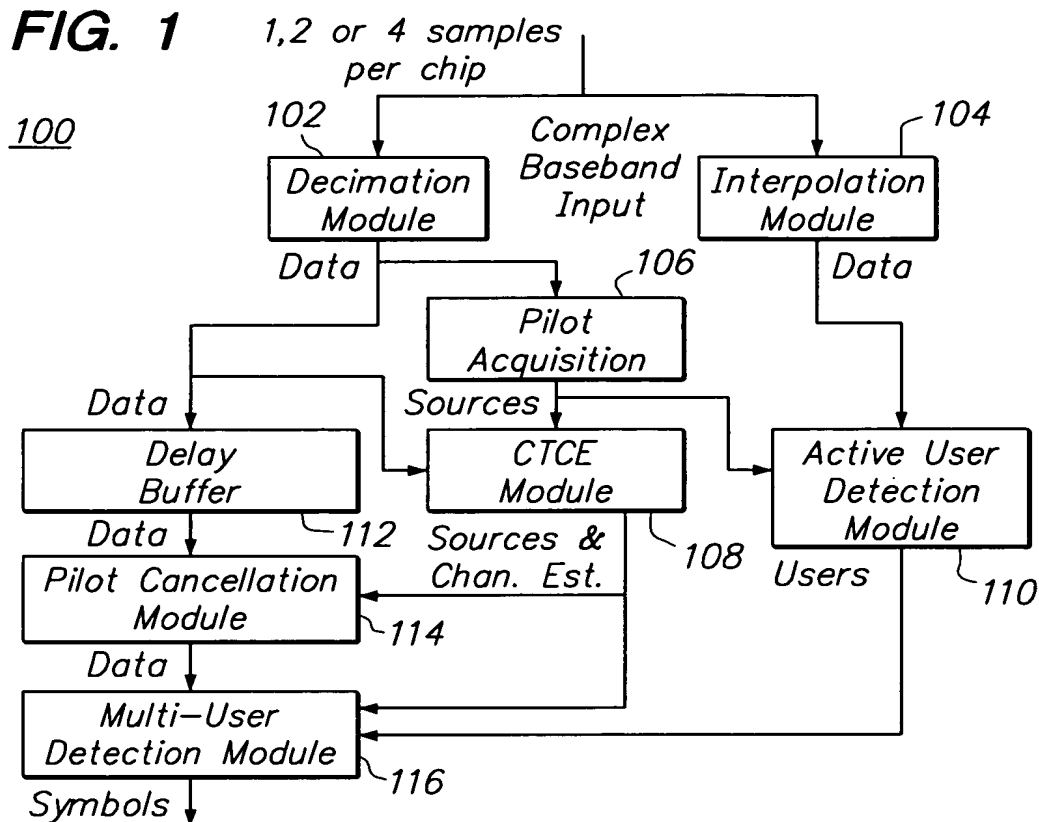 FIG. 1
1,2 or 4 samples
per chip
100
102
104
Complex
Baseband
Input
Decimation
Module
Interpolation
Module
Data
106
Data
Pilot
Acquisition
Data
Sources
Delay
Buffer
CTCE
Module
Active User
Detection
Module
Data
112
Sources &
Chan. Est.
108
Users
110
Pilot Cancellation
Module
114
Data
Multi-User
Detection Module
116
Symbols